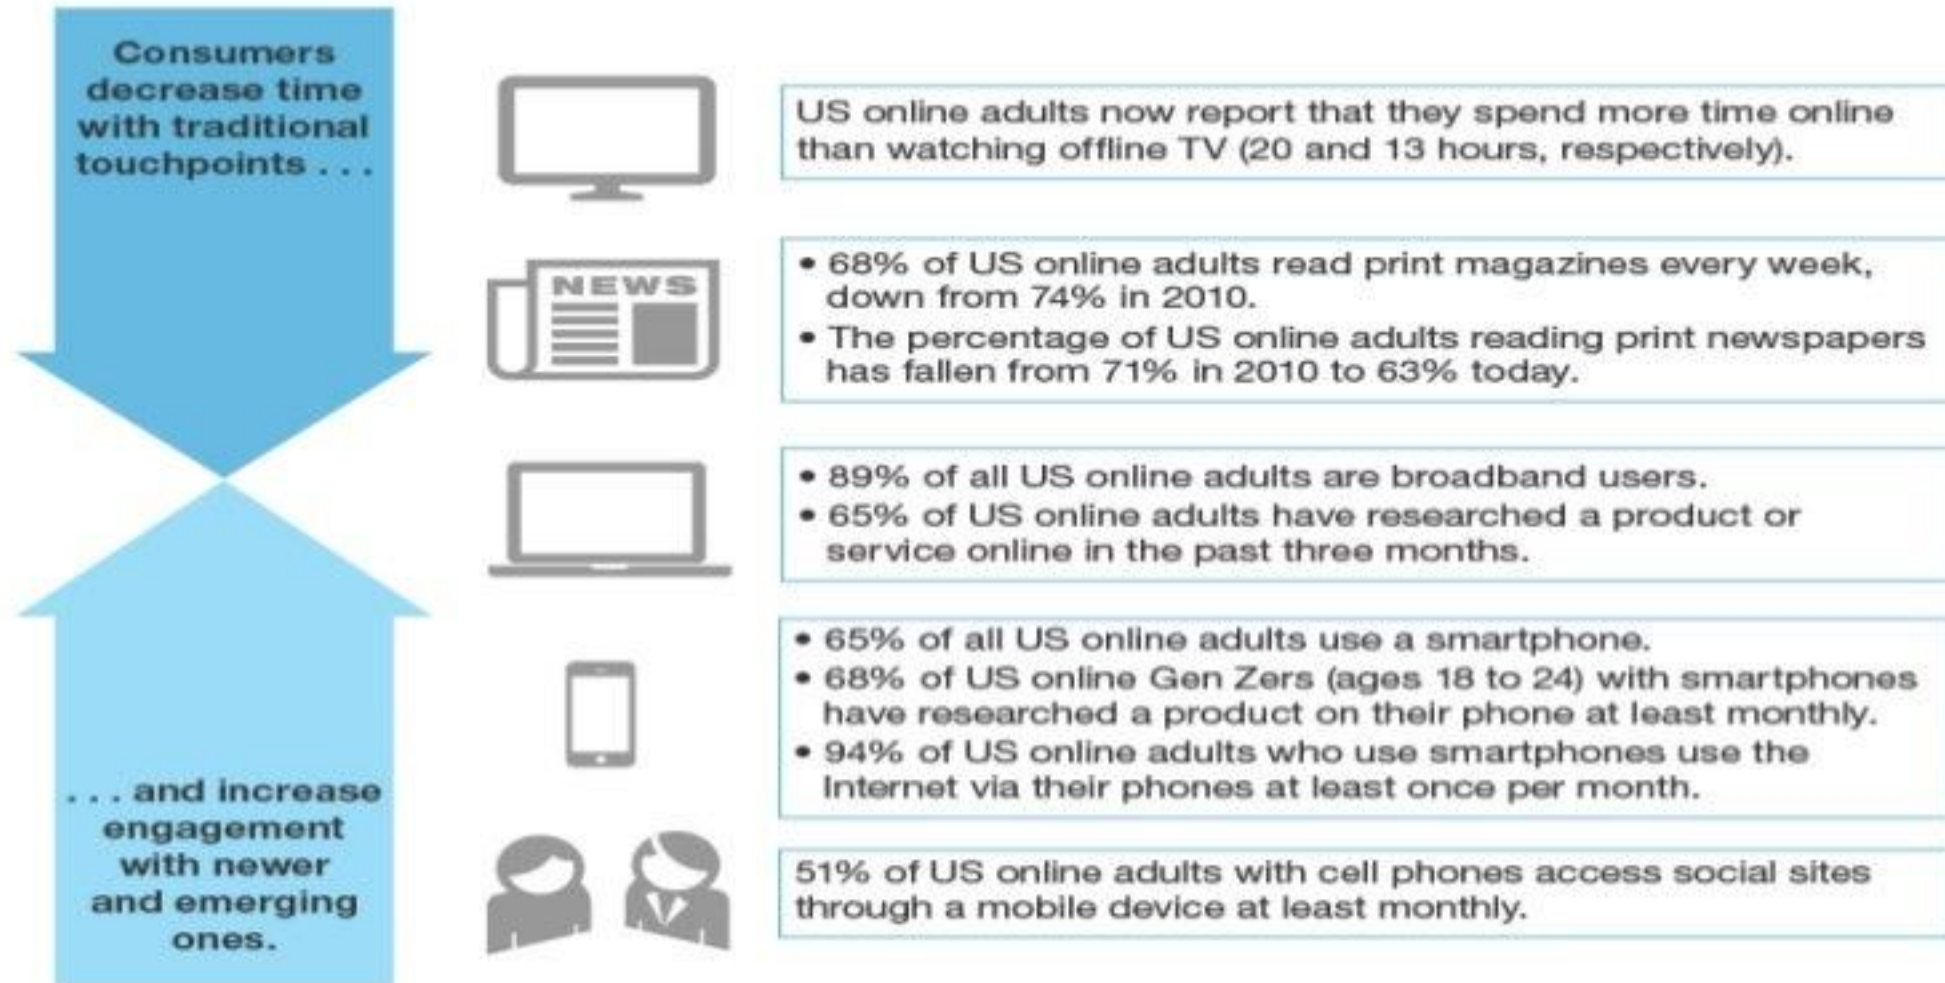 Consumers
decrease time
with traditional
touchpoints . . .
US online adults now report that they spend more time online
than watching offline TV (20 and 13 hours, respectively).
NEWS
• 68% of US online adults read print magazines every week,
down from 74% in 2010.
• The percentage of US online adults reading print newspapers
has fallen from 71% in 2010 to 63% today.
• 89% of all US online adults are broadband users.
• 65% of US online adults have researched a product or
service online in the past three months.
• 65% of all US online adults use a smartphone.
• 68% of US online Gen Zers (ages 18 to 24) with smartphones
have researched a product on their phone at least monthly.
• 94% of US online adults who use smartphones use the
Internet via their phones at least once per month.
. . . and increase
engagement
with newer
and emerging
ones.
51% of US online adults with cell phones access social sites
through a mobile device at least monthly.